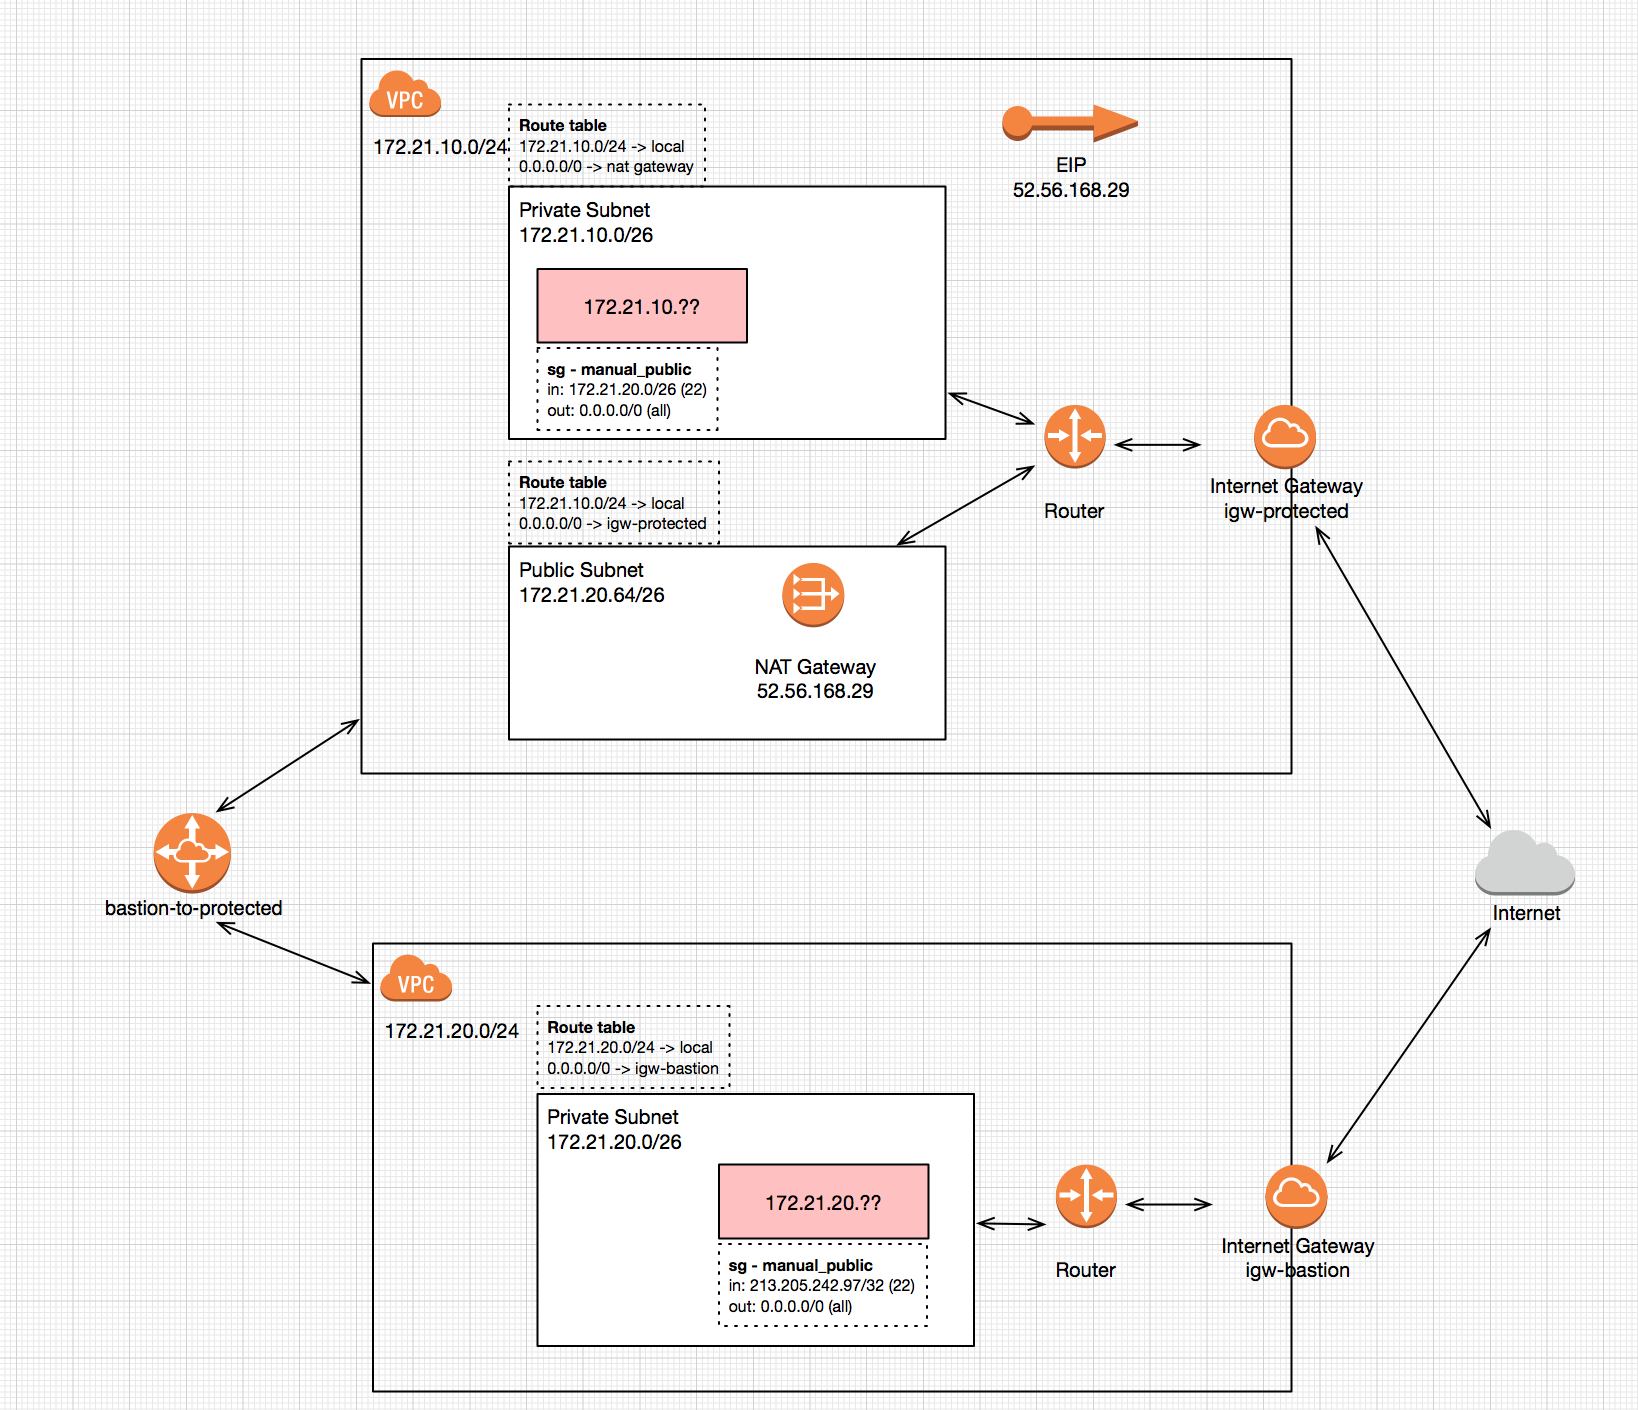 VPC
172.21.10.0/24
Route table
172.21.10.0/24 -> local
0.0.0.0/0 -> nat gateway
EIP
52.56.168.29
Private Subnet
172.21.10.0/26
172.21.10.??
sg - manual_public
in: 172.21.20.0/26 (22)
out: 0.0.0.0/0 (all)
Router
Internet Gateway
igw-protected
Route table
172.21.10.0/24 -> local
0.0.0.0/0 -> igw-protected
Public Subnet
172.21.20.64/26
NAT Gateway
52.56.168.29
bastion-to-protected
Internet
VPC
172.21.20.0/24
Route table
172.21.20.0/24 -> local
0.0.0.0/0 -> igw-bastion
Private Subnet
172.21.20.0/26
172.21.20.??
sg - manual_public
in: 213.205.242.97/32 (22)
out: 0.0.0.0/0 (all)
Router
Internet Gateway
igw-bastion